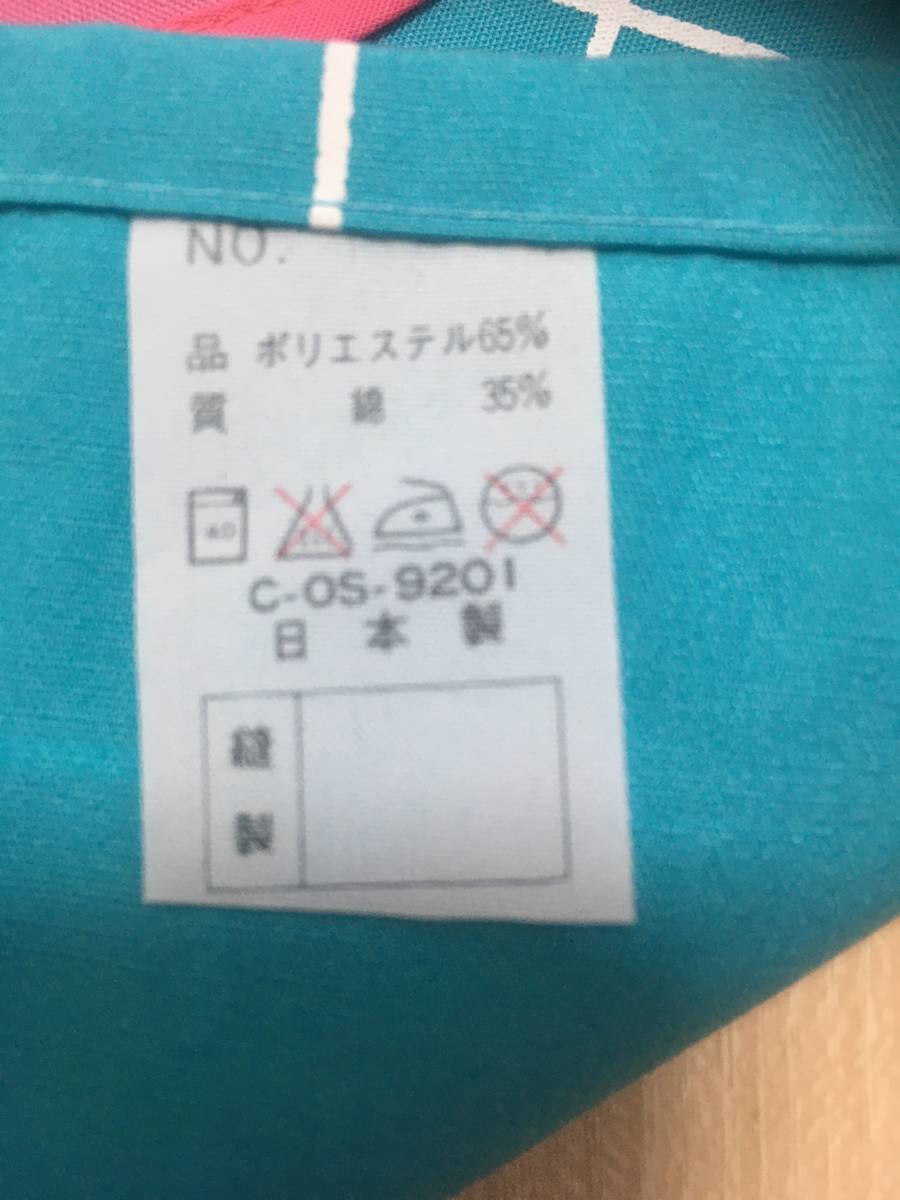 NO.
品 ポリエステル65%
質 綿 35%
40
C-OS-9201
日本製
縫製